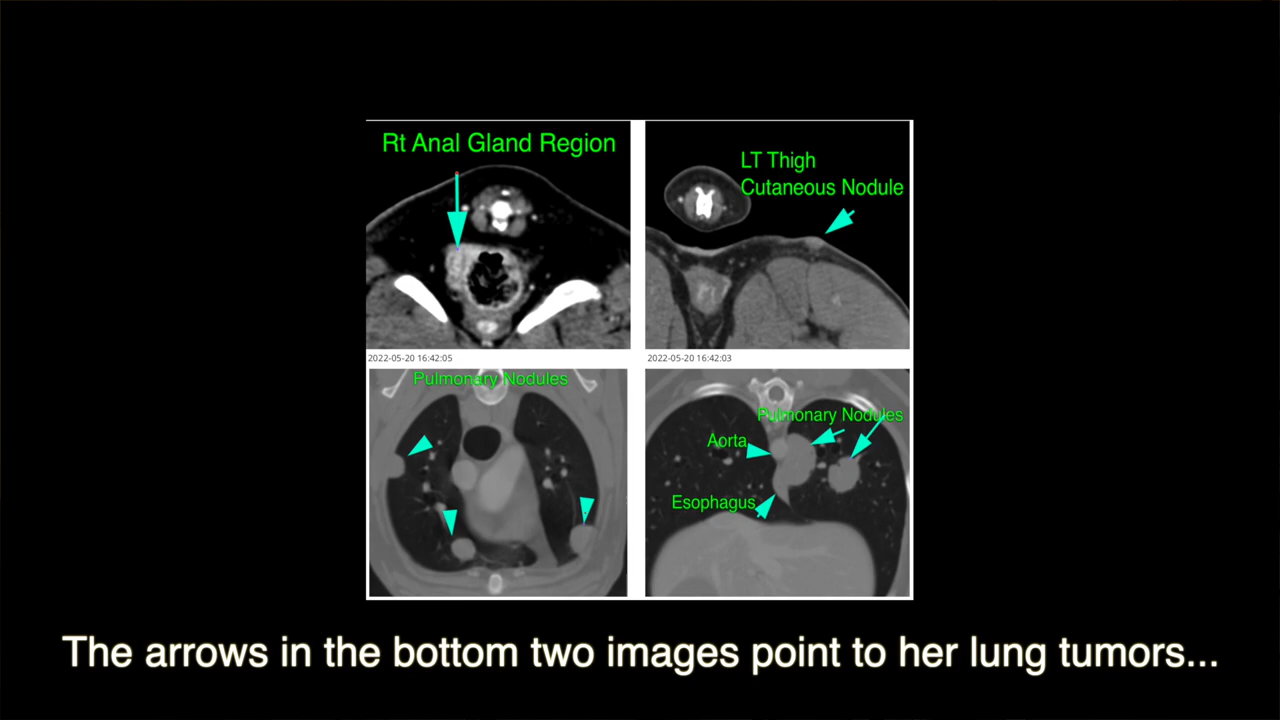 Rt Anal Gland Region
LT Thigh
Cutaneous Nodule
2022-05-20 16:42:05
2022-05-20 16:42:03
Pulmonary Nodules
Pulmonary Nodules
Aorta
Esophagus
The arrows in the bottom two images point to her lung tumors...